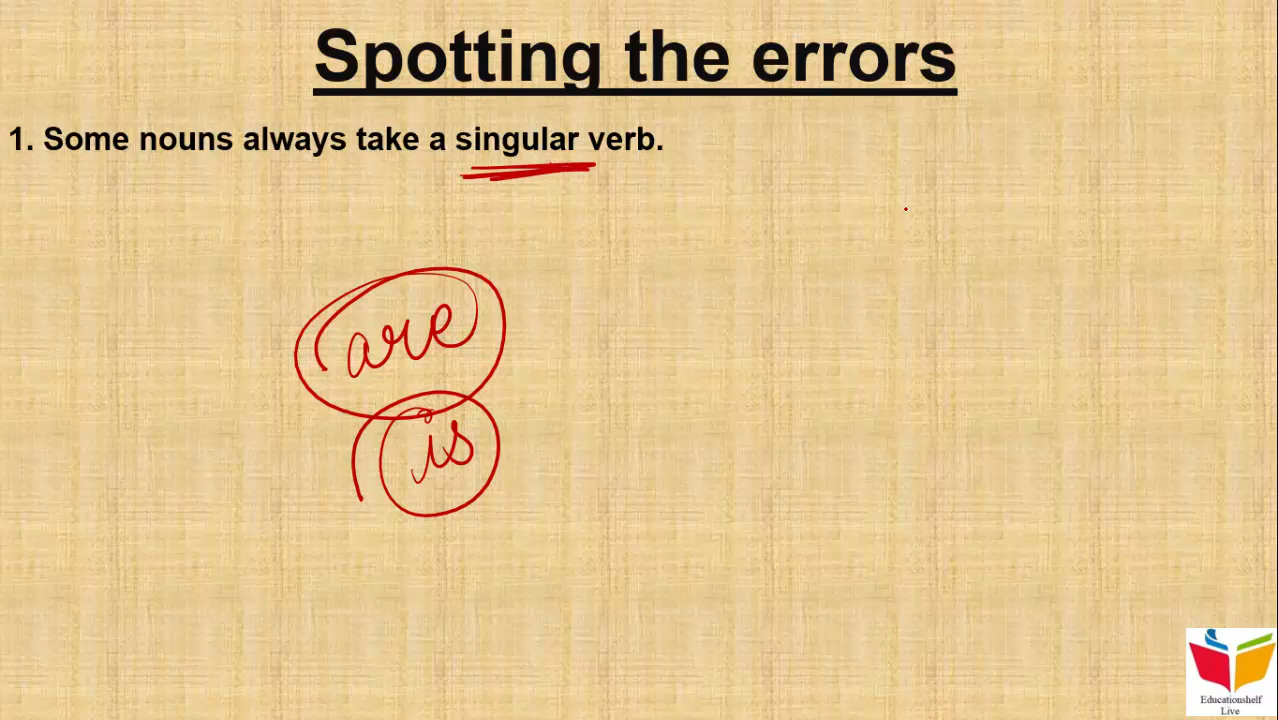 Spotting the errors
1. Some nouns always take a singular verb.
are
is
Educationshelf
Live